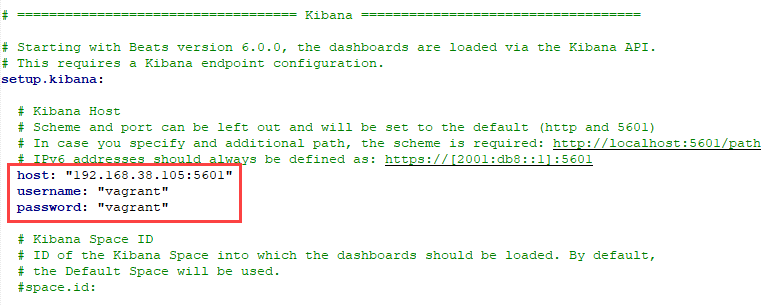 # =================================== Kibana ===================================
# Starting with Beats version 6.0.0, the dashboards are loaded via the Kibana API.
# This requires a Kibana endpoint configuration.
setup.kibana:
# Kibana Host
# Scheme and port can be left out and will be set to the default (http and 5601)
# In case you specify and additional path, the scheme is required: http://localhost:5601/path
# IPv6 addresses should always be defined as: https://[2001:db8::1]:5601
host: "192.168.38.105:5601"
username: "vagrant"
password: "vagrant"
# Kibana Space ID
# ID of the Kibana Space into which the dashboards should be loaded. By default,
# the Default Space will be used.
#space.id: